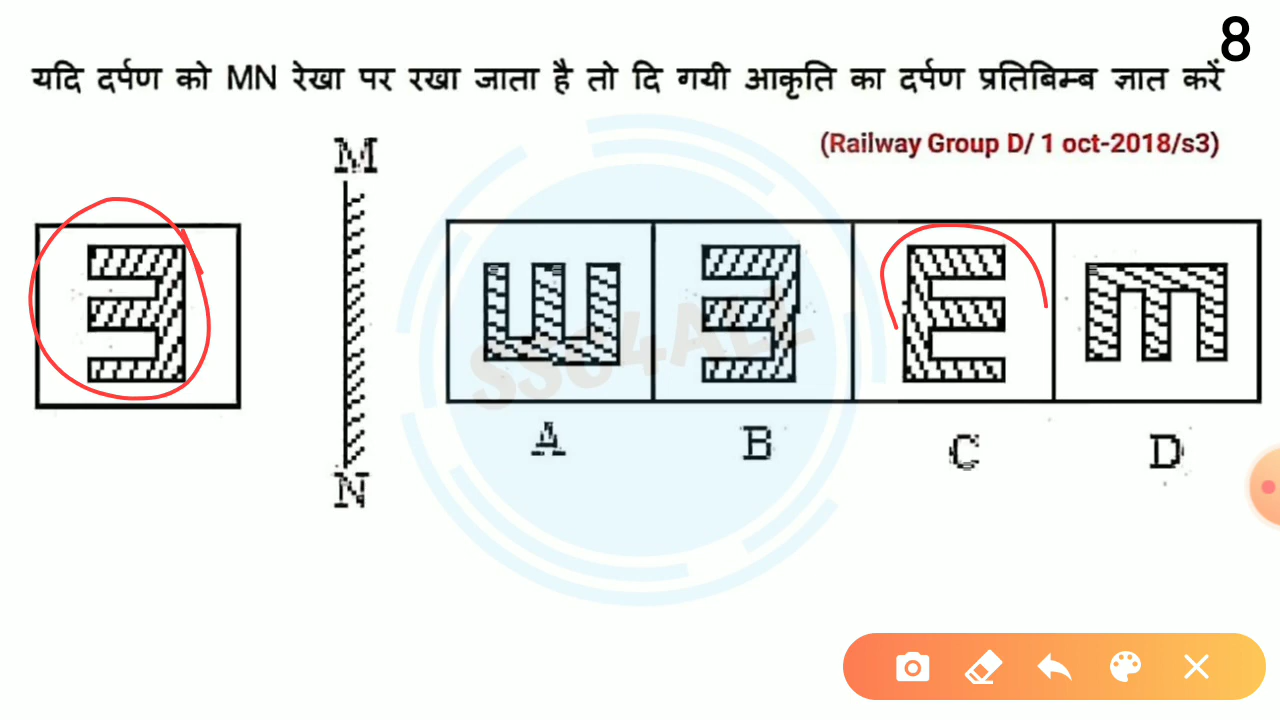 8
यदि दर्पण को MN रेखा पर रखा जाता है तो दि गयी आकृति का दर्पण प्रतिबिम्ब ज्ञात करें
(Railway Group D/ 1 oct-2018/s3)
M
N
SSC4ALL
A B C D